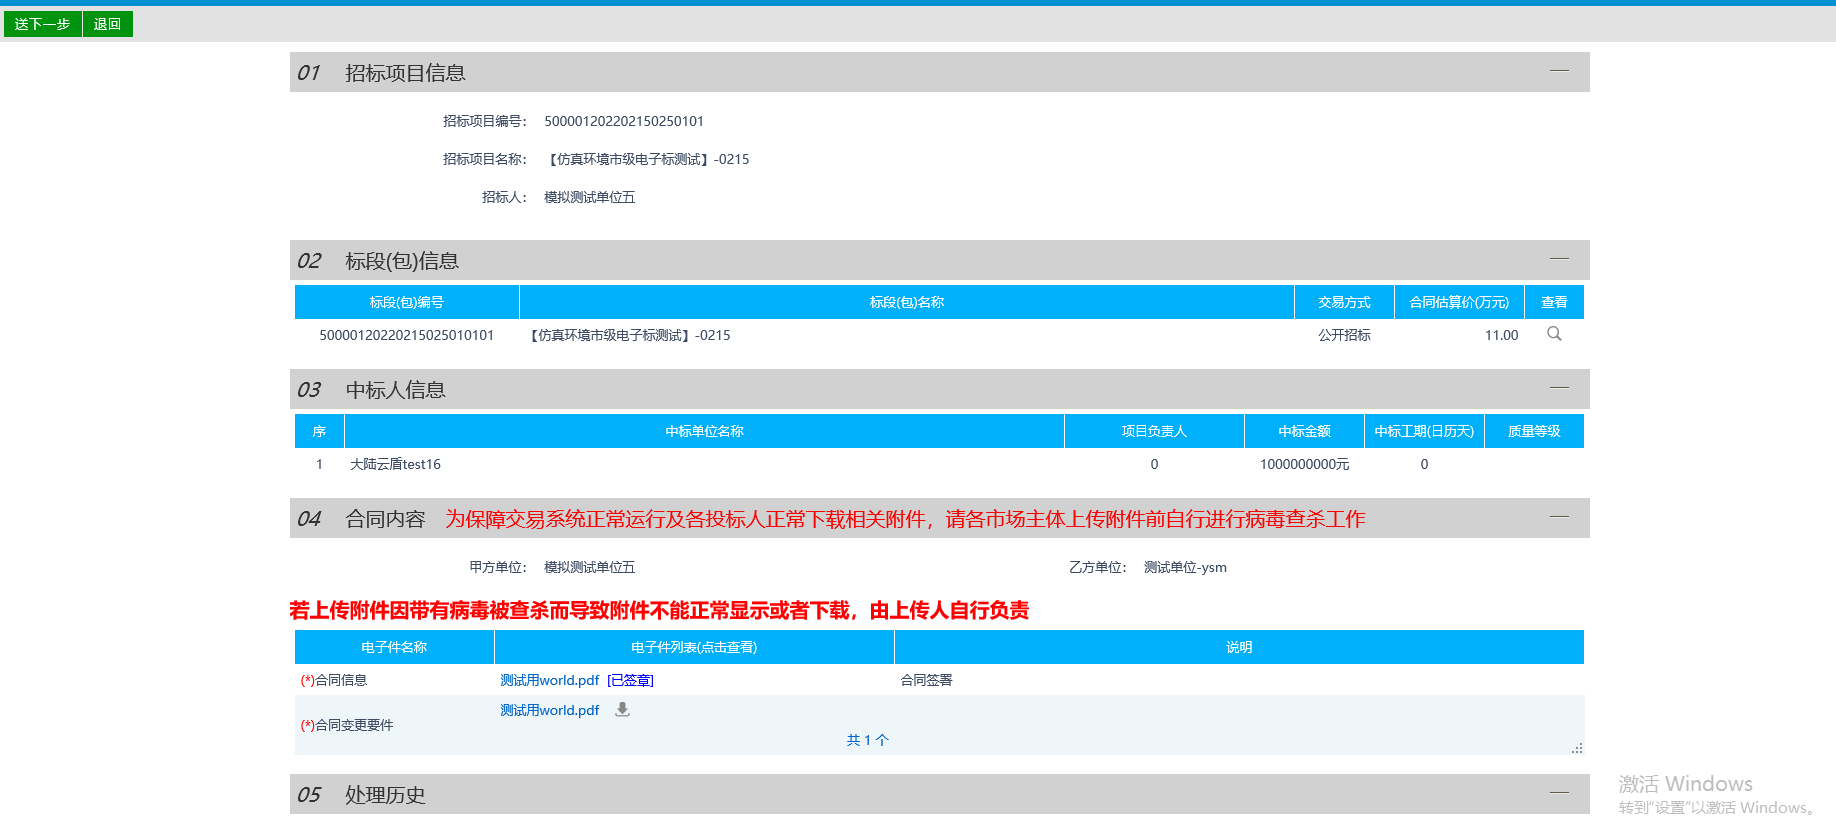 送下一步 退回
01 招标项目信息
招标项目编号： 500001202202150250101
招标项目名称： 【仿真环境市级电子标测试】-0215
招标人： 模拟测试单位五
02 标段(包)信息
标段(包)编号 标段(包)名称 交易方式 合同估算价(万元) 查看
50000120220215025010101 【仿真环境市级电子标测试】-0215 公开招标 11.00
03 中标人信息
序 中标单位名称 项目负责人 中标金额 中标工期(日历天) 质量等级
1 大陆云盾test16 0 1000000000元 0
04 合同内容 为保障交易系统正常运行及各投标人正常下载相关附件，请各市场主体上传附件前自行进行病毒查杀工作
甲方单位： 模拟测试单位五 乙方单位： 测试单位-ysm
若上传附件因带有病毒被查杀而导致附件不能正常显示或者下载，由上传人自行负责
电子件名称 电子件列表(点击查看) 说明
(*)合同信息 测试用world.pdf [已签章] 合同签署
(*)合同变更要件 测试用world.pdf
共 1 个
05 处理历史
激活 Windows
转到“设置”以激活 Windows。